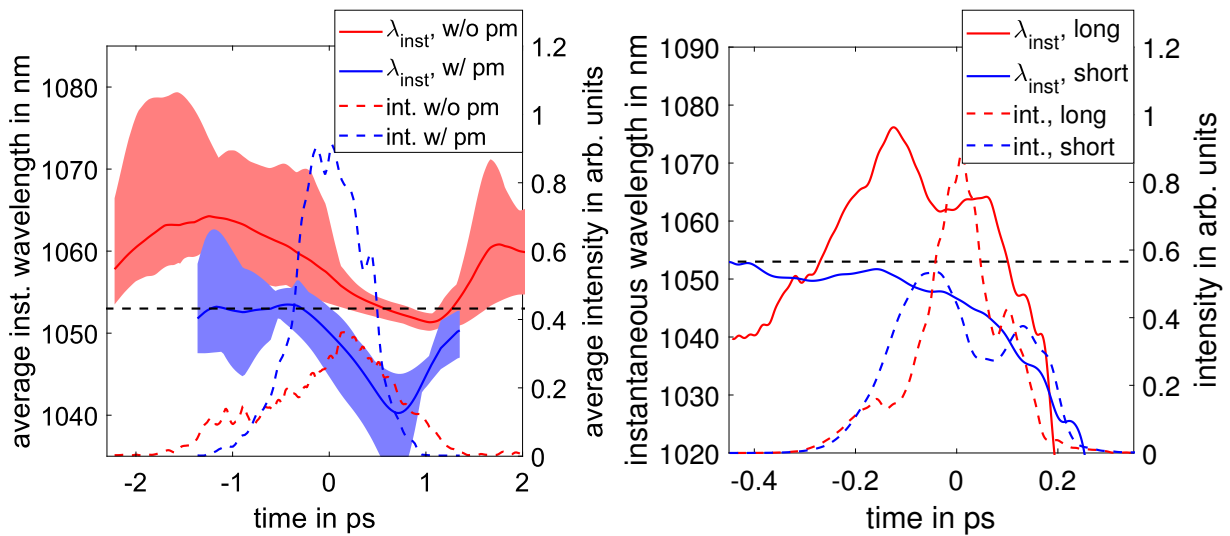 λinst, w/o pm
λinst, w/ pm
int. w/o pm
int. w/ pm
average inst. wavelength in nm
1080
1070
1060
1050
1040
1.2
1
0.8
0.6
0.4
0.2
0
average intensity in arb. units
-2
-1
0
1
2
time in ps
λinst, long
λinst, short
int., long
int., short
instantaneous wavelength in nm
1090
1080
1070
1060
1050
1040
1030
1020
1.2
1
0.8
0.6
0.4
0.2
0
intensity in arb. units
-0.4
-0.2
0
0.2
time in ps